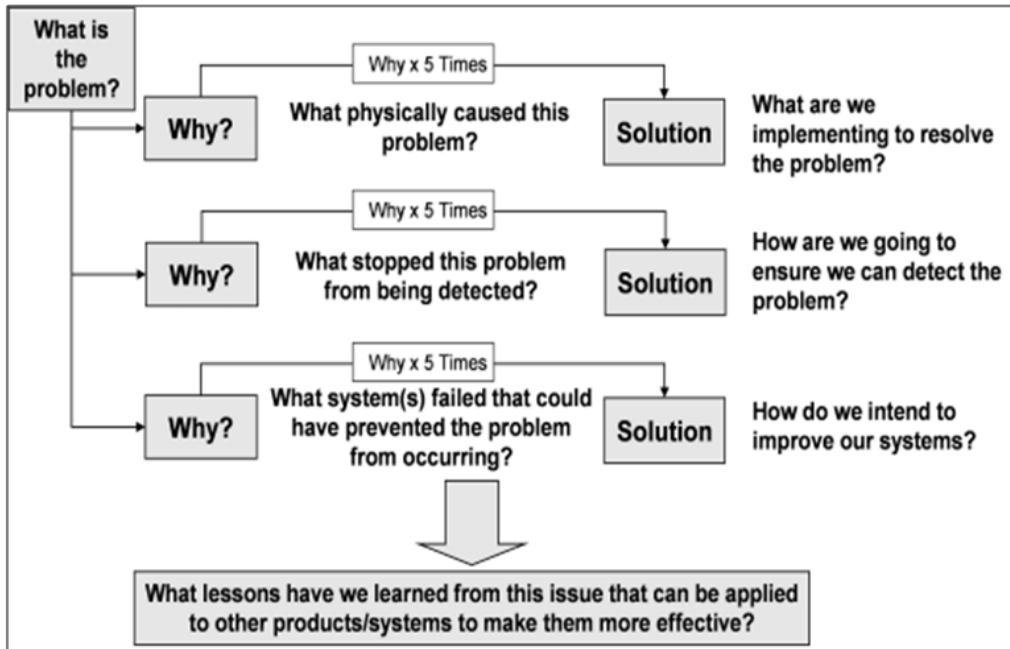 What is
the
problem?
Why x 5 Times
Why?
What physically caused this
problem?
Solution
What are we
implementing to resolve
the problem?
Why x 5 Times
Why?
What stopped this problem
from being detected?
Solution
How are we going to
ensure we can detect the
problem?
Why x 5 Times
Why?
What system(s) failed that could
have prevented the problem
from occurring?
Solution
How do we intend to
improve our systems?
What lessons have we learned from this issue that can be applied
to other products/systems to make them more effective?